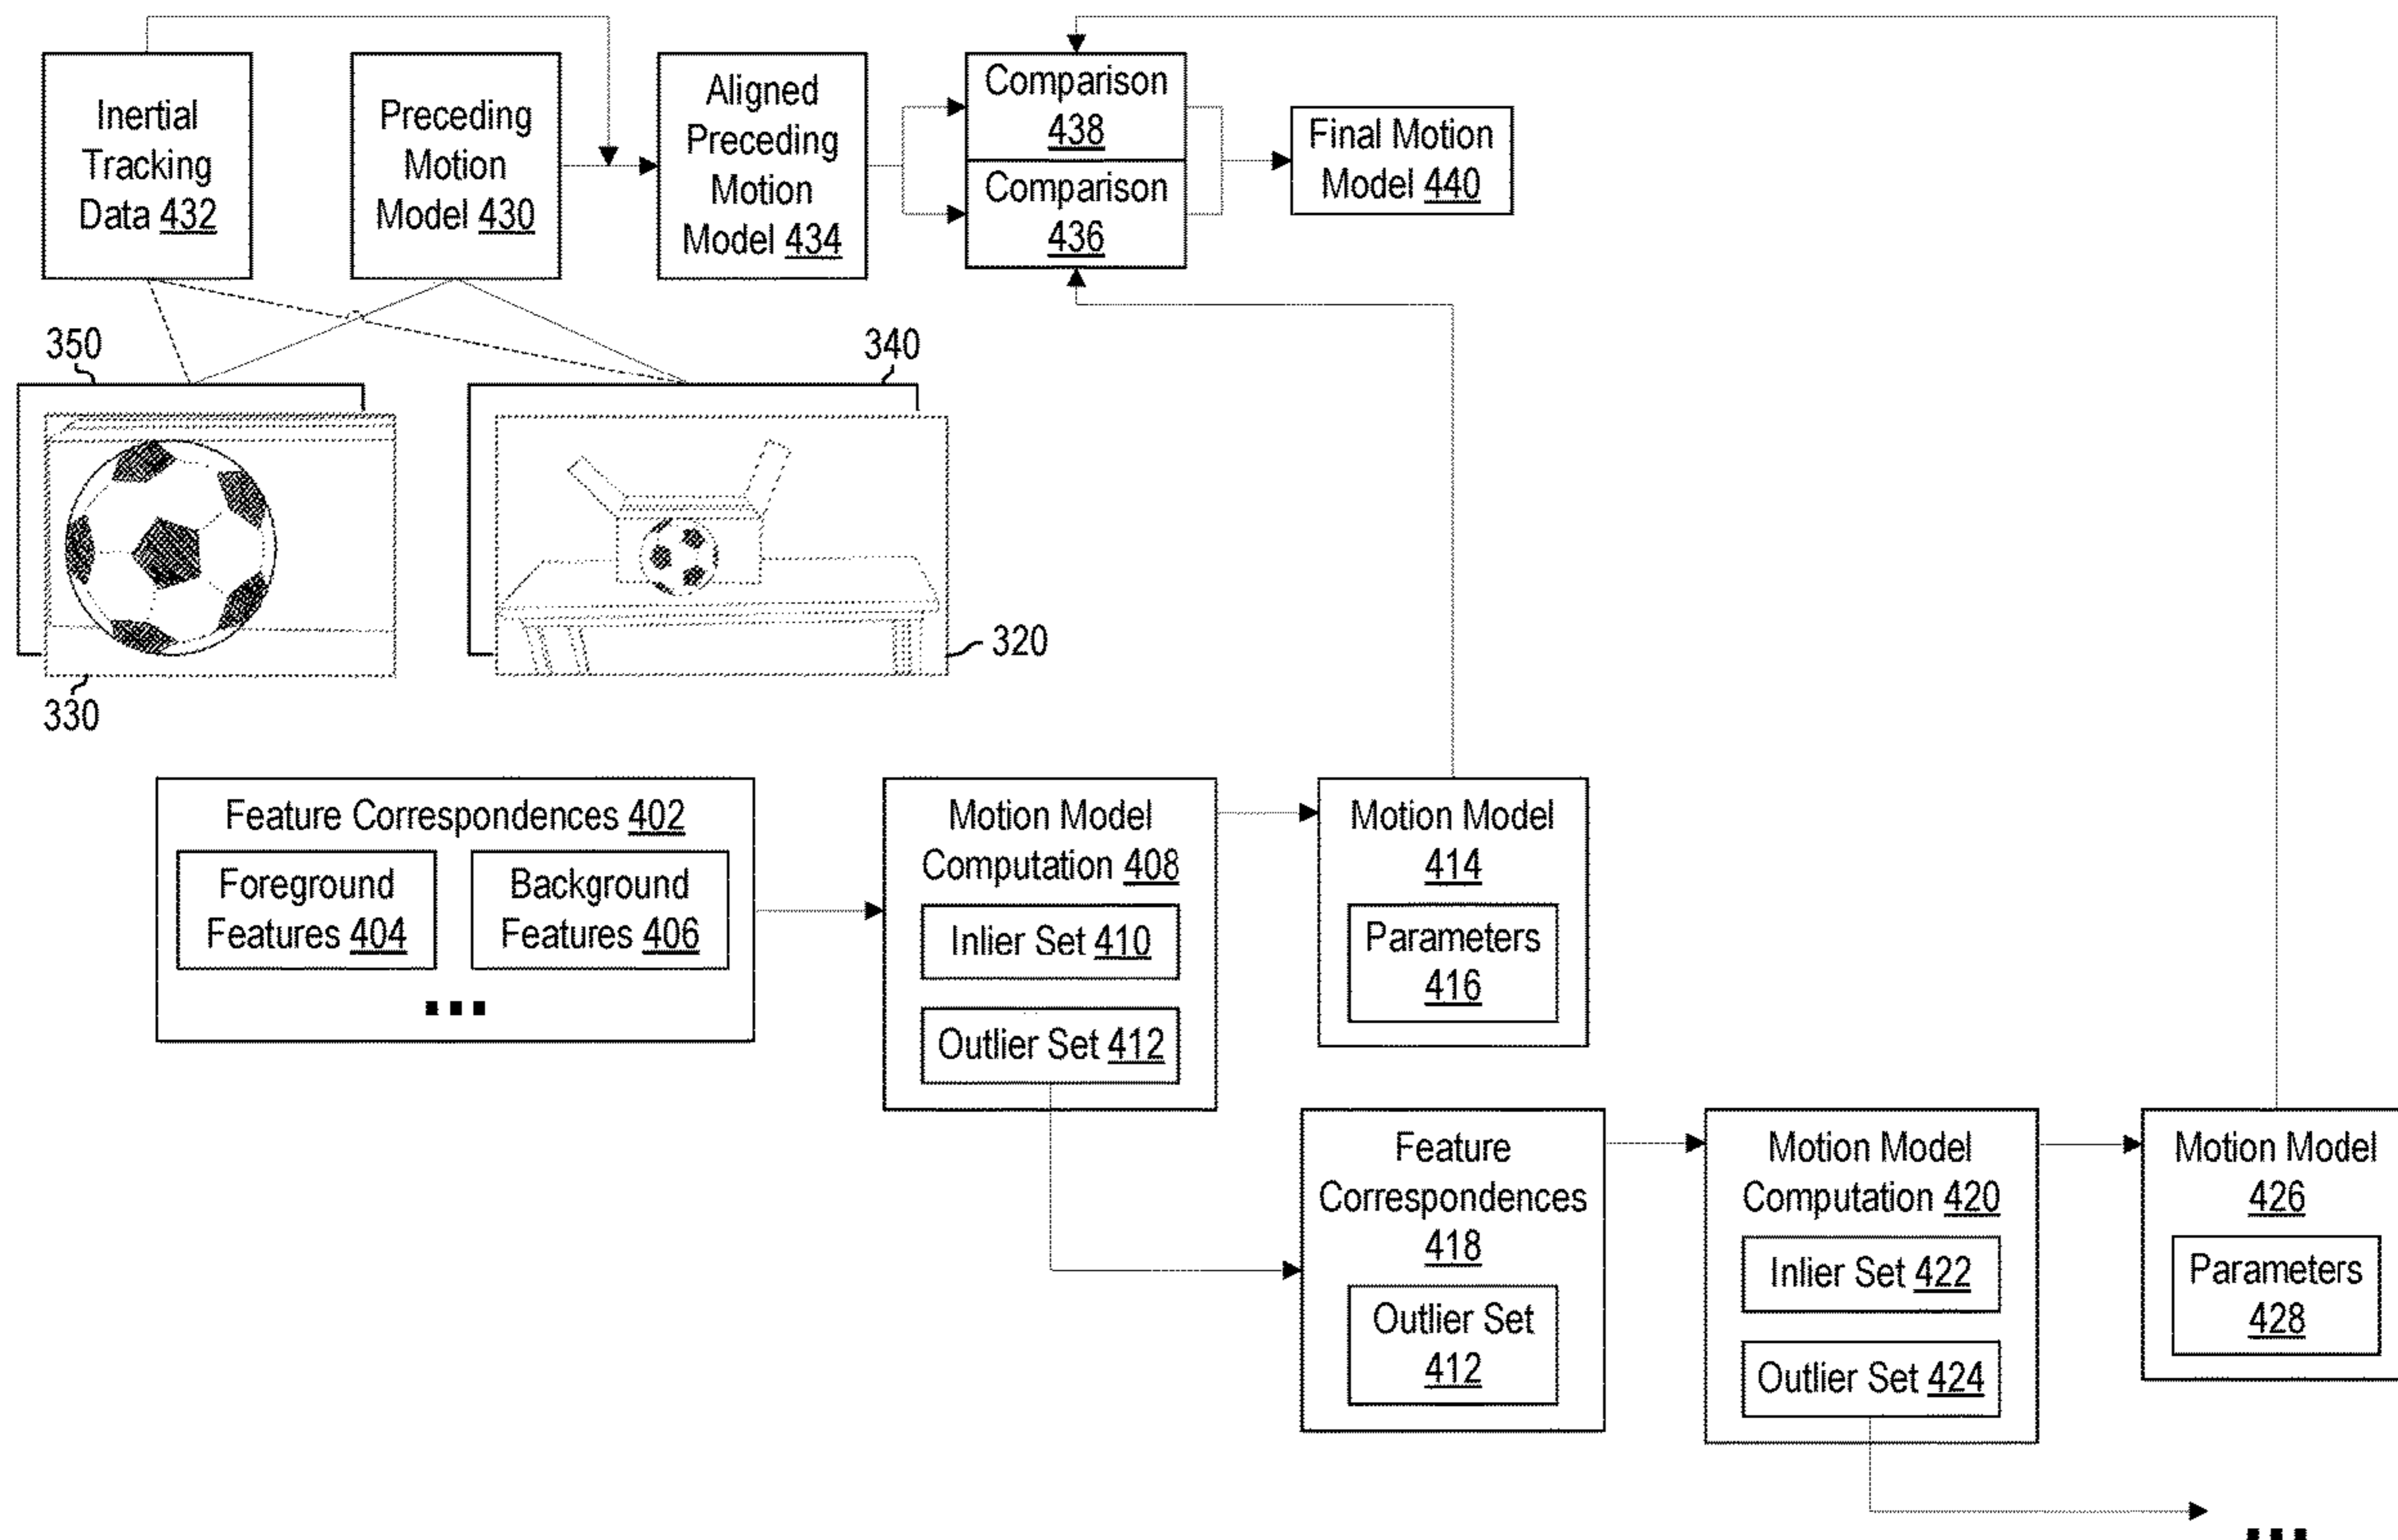 Inertial
Tracking
Data 432
Preceding
Motion
Model 430
Aligned
Preceding
Motion
Model 434
Comparison
438
Comparison
436
Final Motion
Model 440
350
340
330
320
Feature Correspondences 402
Foreground
Features 404
Background
Features 406
...
Motion Model
Computation 408
Inlier Set 410
Outlier Set 412
Motion Model
414
Parameters
416
Feature
Correspondences
418
Outlier Set
412
Motion Model
Computation 420
Inlier Set 422
Outlier Set 424
Motion Model
426
Parameters
428
...